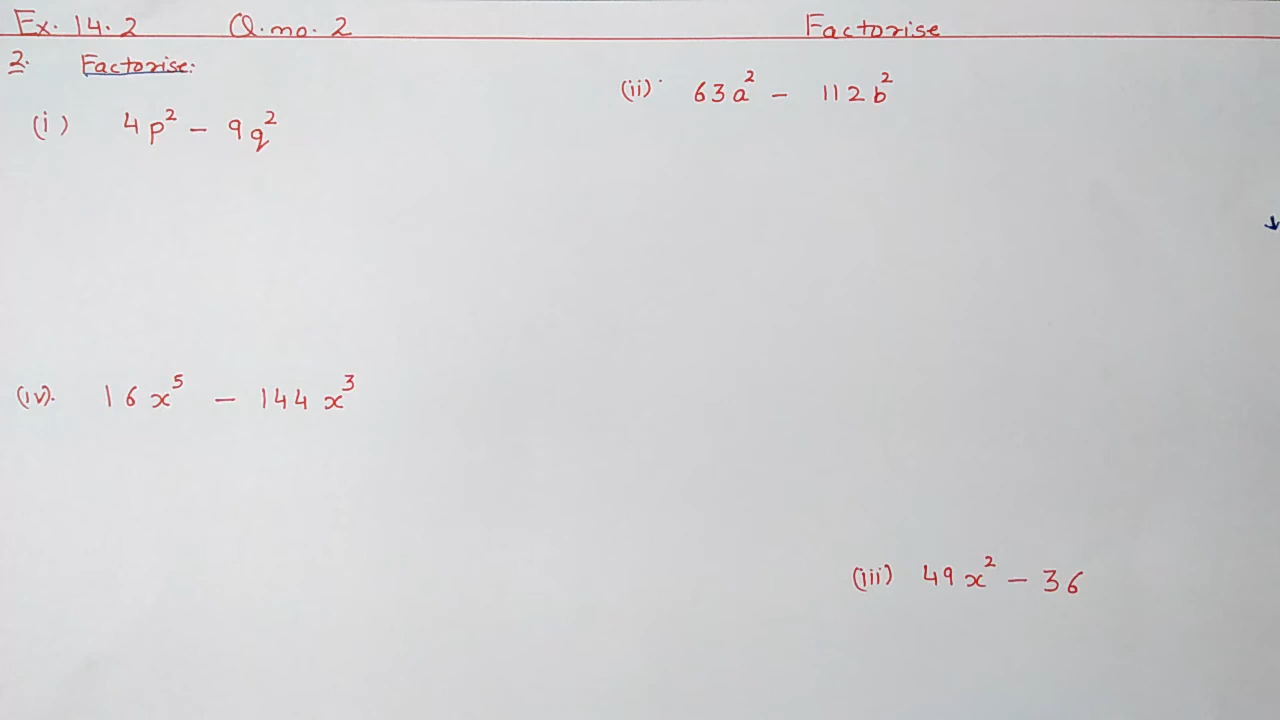 Ex. 14.2 Q.no. 2 Factorise
2. Factorise:
(i) 4p² - 9q²
(ii) 63a² - 112b²
(iv). 16x⁵ - 144x³
(iii) 49x² - 36